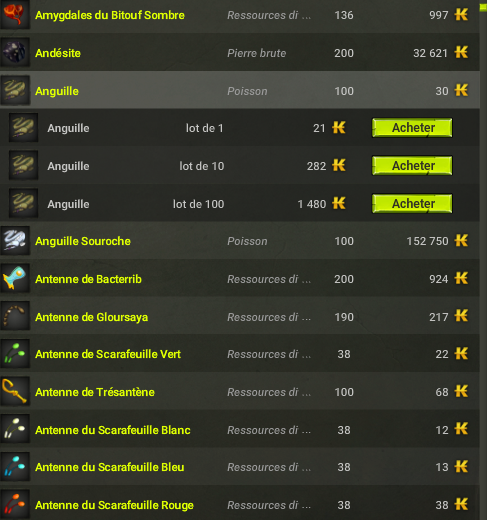 Amygdales du Bitouf Sombre Ressources di ... 136 997
Andésite Pierre brute 200 32 621
Anguille Poisson 100 30
Anguille lot de 1 21 Acheter
Anguille lot de 10 282 Acheter
Anguille lot de 100 1 480 Acheter
Anguille Souroche Poisson 100 152 750
Antenne de Bacterrib Ressources di ... 200 924
Antenne de Gloursaya Ressources di ... 190 217
Antenne de Scarafeuille Vert Ressources di ... 38 22
Antenne de Trésantène Ressources di ... 100 68
Antenne du Scarafeuille Blanc Ressources di ... 38 12
Antenne du Scarafeuille Bleu Ressources di ... 38 13
Antenne du Scarafeuille Rouge Ressources di ... 38 38